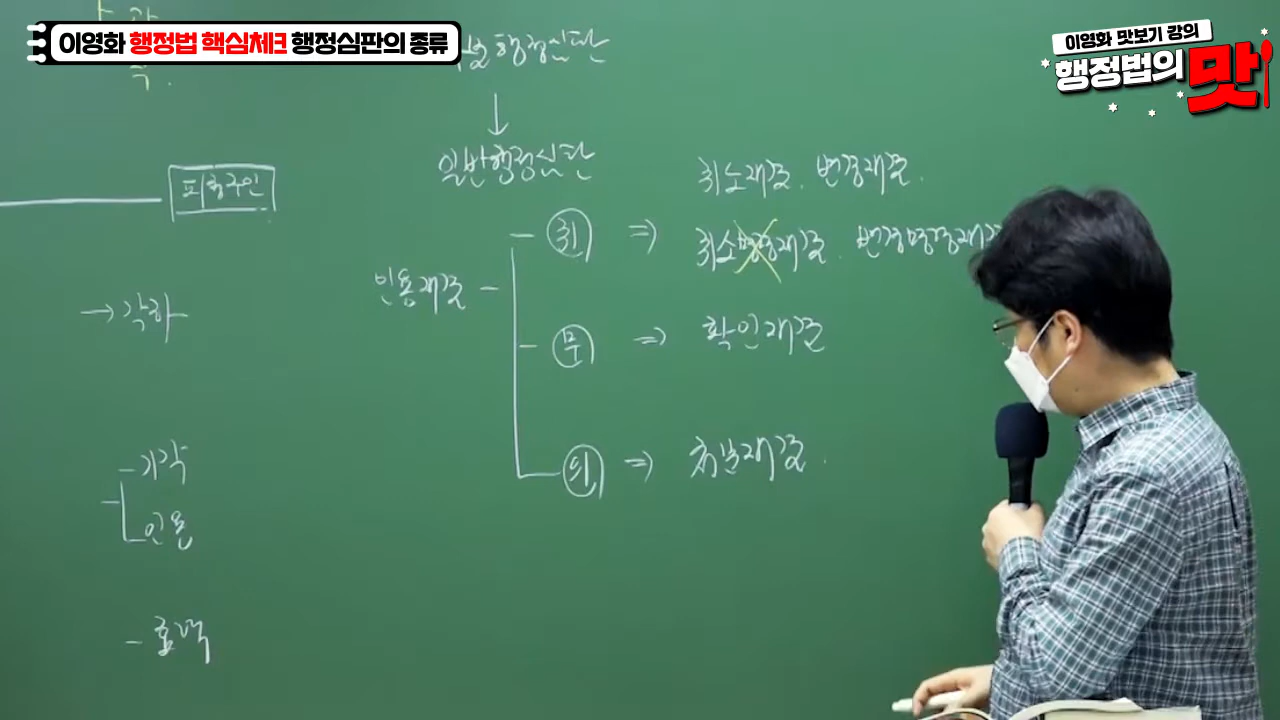 이영화 행정법 핵심체크 행정심판의 종류
이영화 맛보기 강의
행정법의 맛
행정심판
↓
일반행정심판
피청구인
취소재결. 변경재결.
- 취 ⇒ 취소명령재결. 변경명령재
인용재결 -
- 무 ⇒ 확인재결
의 ⇒ 처분재결.
→ 각하
- 기각
인용
- 효력